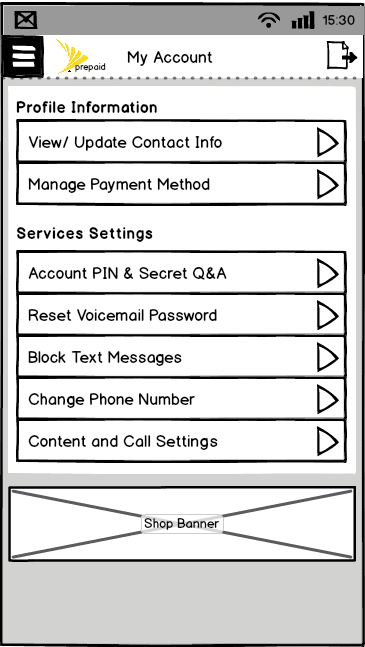 15:30
prepaid
My Account
Profile Information
View/ Update Contact Info
Manage Payment Method
Services Settings
Account PIN & Secret Q&A
Reset Voicemail Password
Block Text Messages
Change Phone Number
Content and Call Settings
Shop Banner